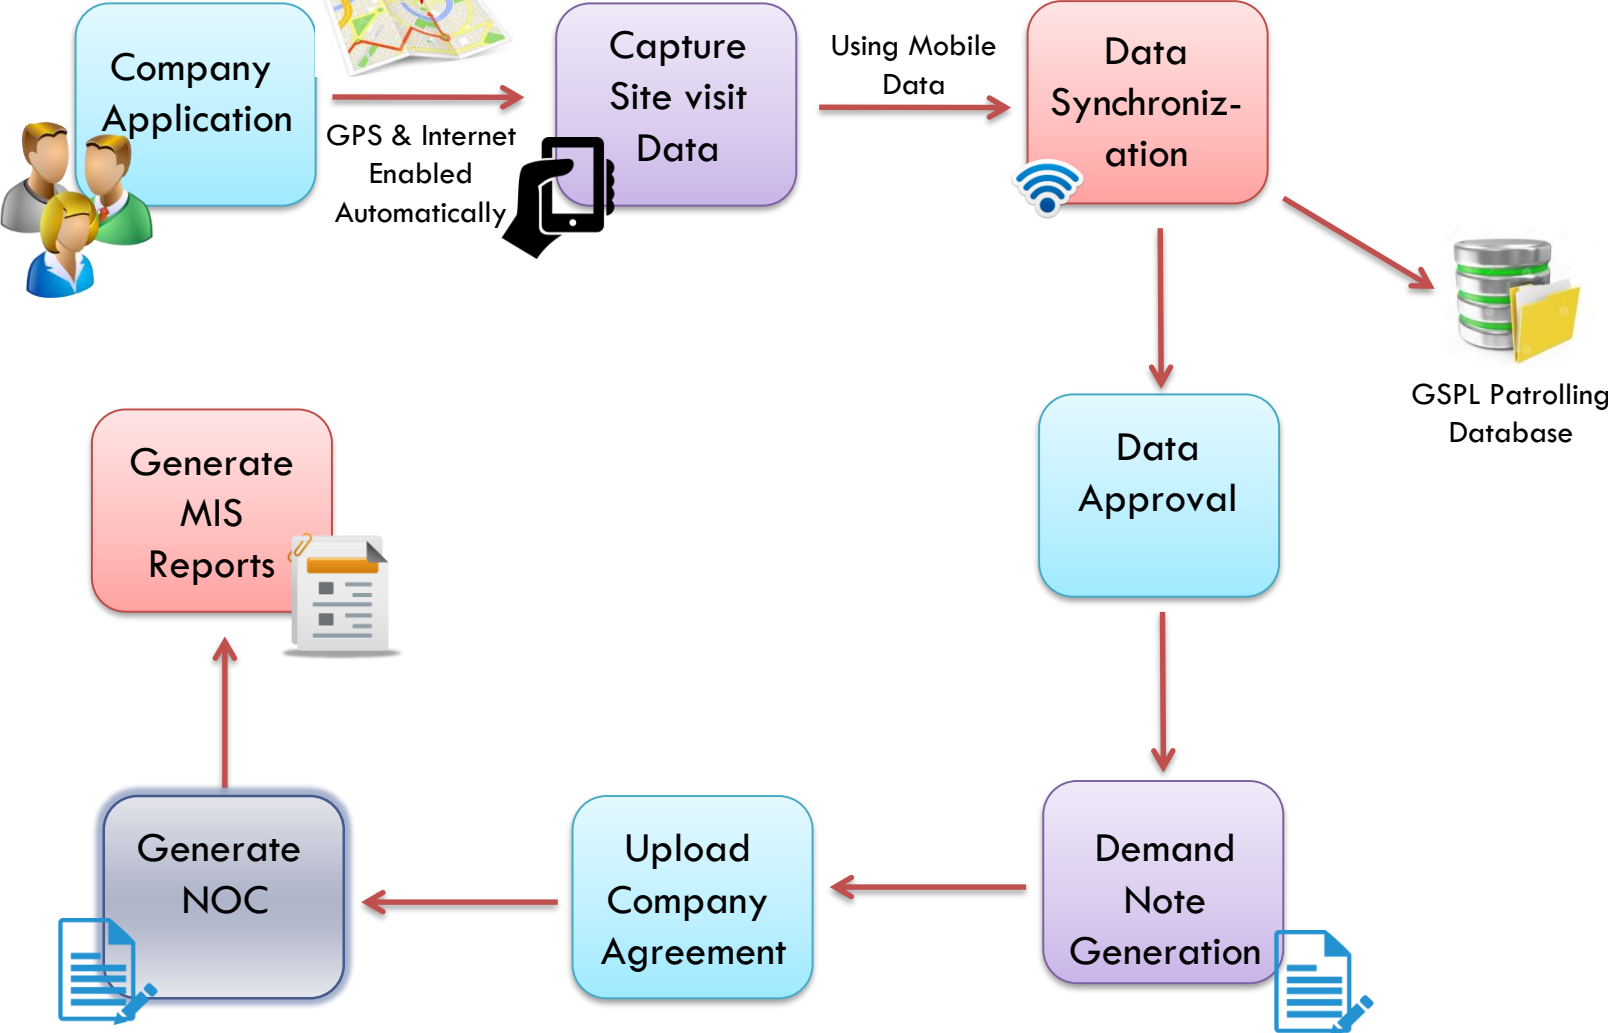 Company
Application
GPS & Internet
Enabled
Automatically
Capture
Site visit
Data
Using Mobile
Data
Data
Synchroniz-
ation
GSPL Patrolling
Database
Data
Approval
Demand
Note
Generation
Upload
Company
Agreement
Generate
NOC
Generate
MIS
Reports